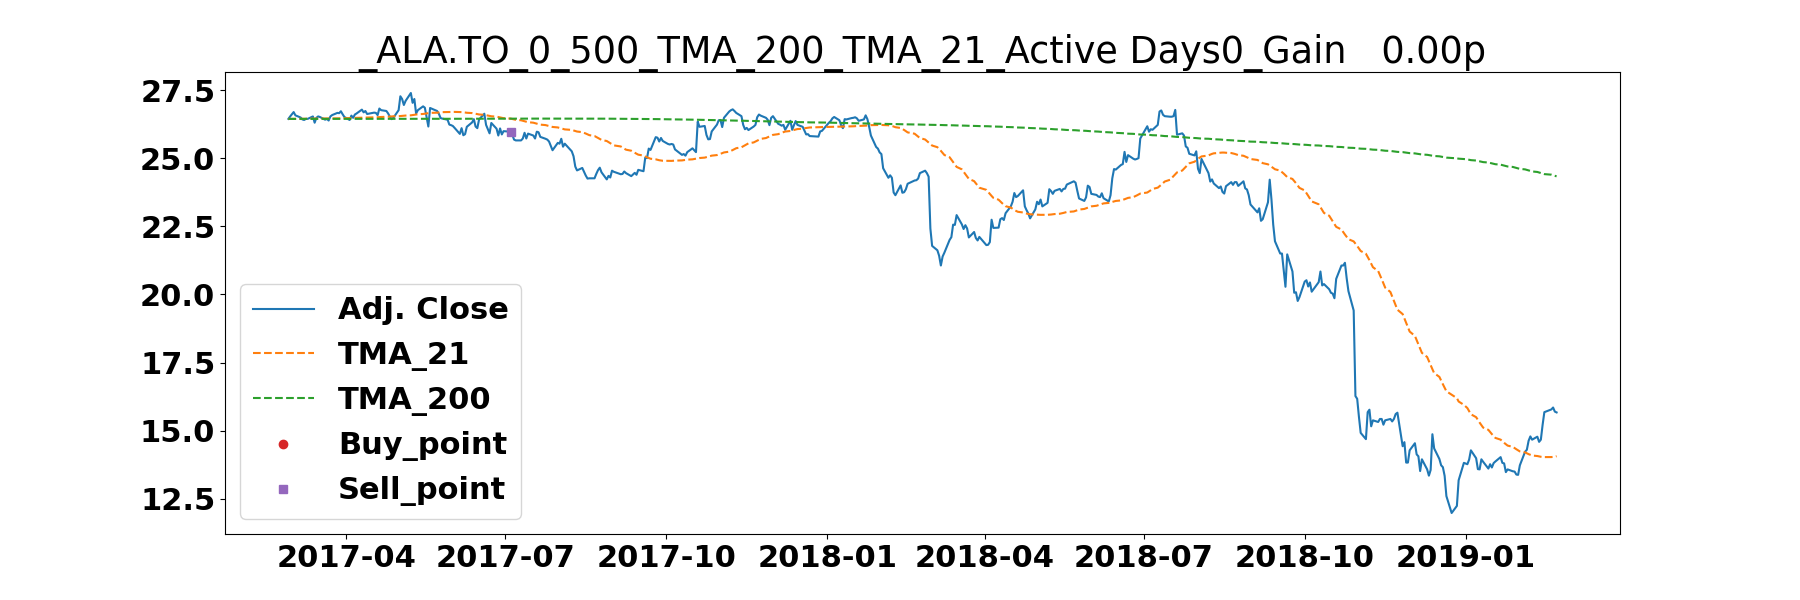 _ALA.TO_0_500_TMA_200_TMA_21_Active Days0_Gain   0.00p
27.5
25.0
22.5
20.0
17.5
15.0
12.5
Adj. Close
TMA_21
TMA_200
Buy_point
Sell_point
2017-04 2017-07 2017-10 2018-01 2018-04 2018-07 2018-10 2019-01